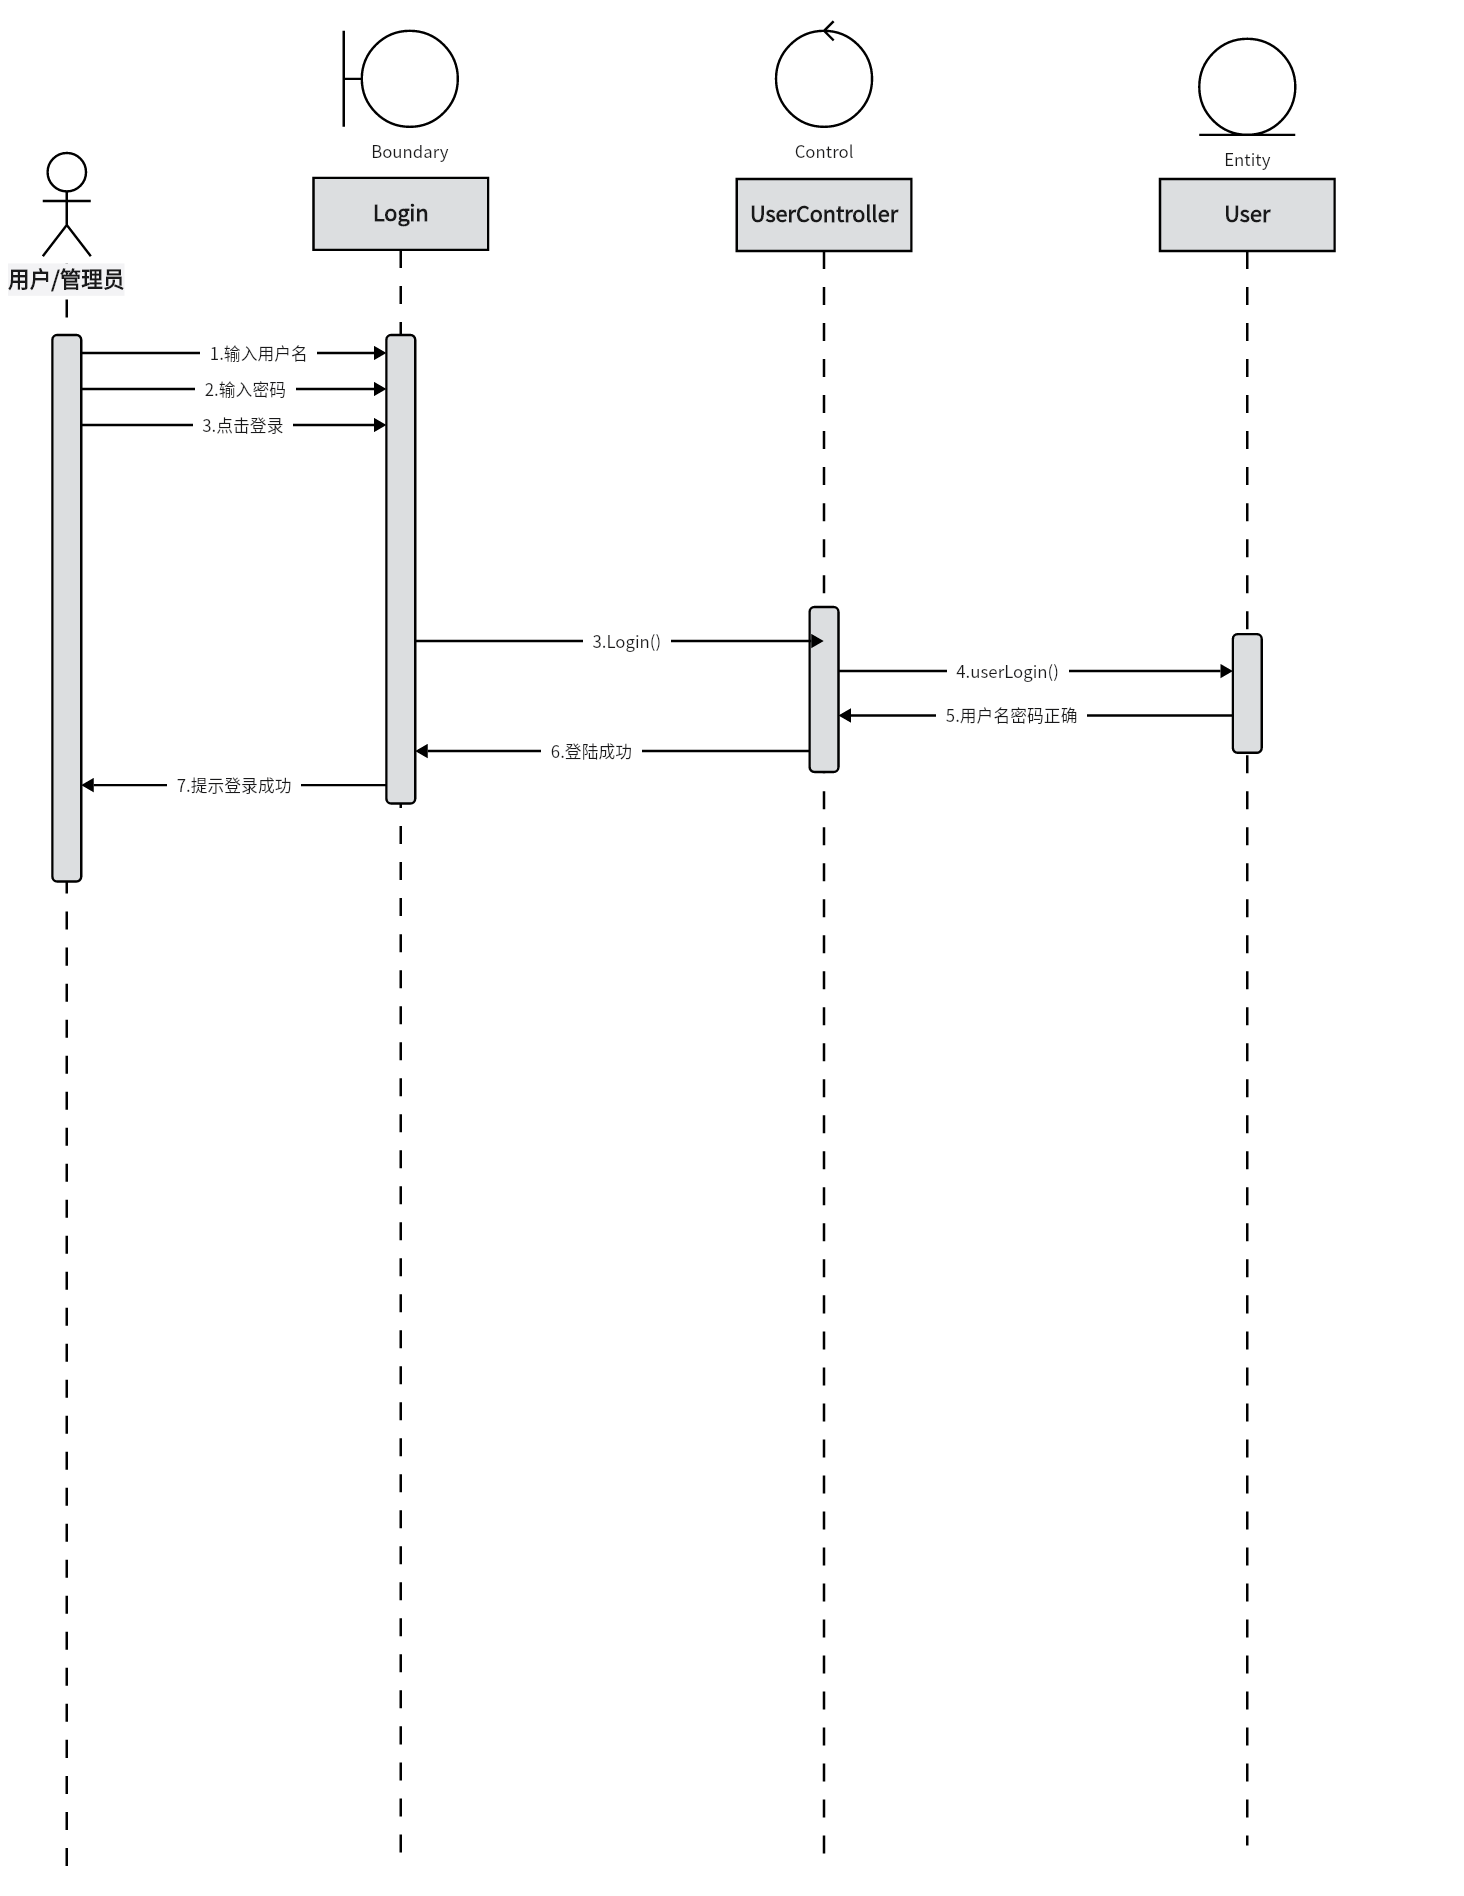 Boundary
Control
Entity
Login
UserController
User
用户/管理员
1.输入用户名
2.输入密码
3.点击登录
3.Login()
4.userLogin()
5.用户名密码正确
6.登陆成功
7.提示登录成功